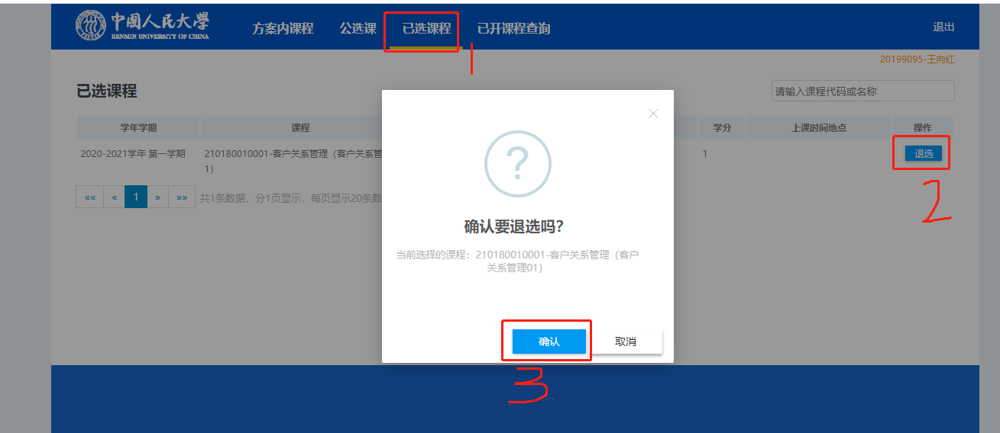 中国人民大学
RENMIN UNIVERSITY OF CHINA
方案内课程 公选课 已选课程 已开课程查询 退出
1
20199095-王向红
已选课程
请输入课程代码或名称
学年学期 课程 学分 上课时间地点 操作
2020-2021学年 第一学期 210180010001-客户关系管理（客户关系管 1 退选
1）
2
«« « 1 » »» 共1条数据，分1页显示，每页显示20条数
?
确认要退选吗?
当前选择的课程：210180010001-客户关系管理（客户
关系管理01）
确认 取消
3